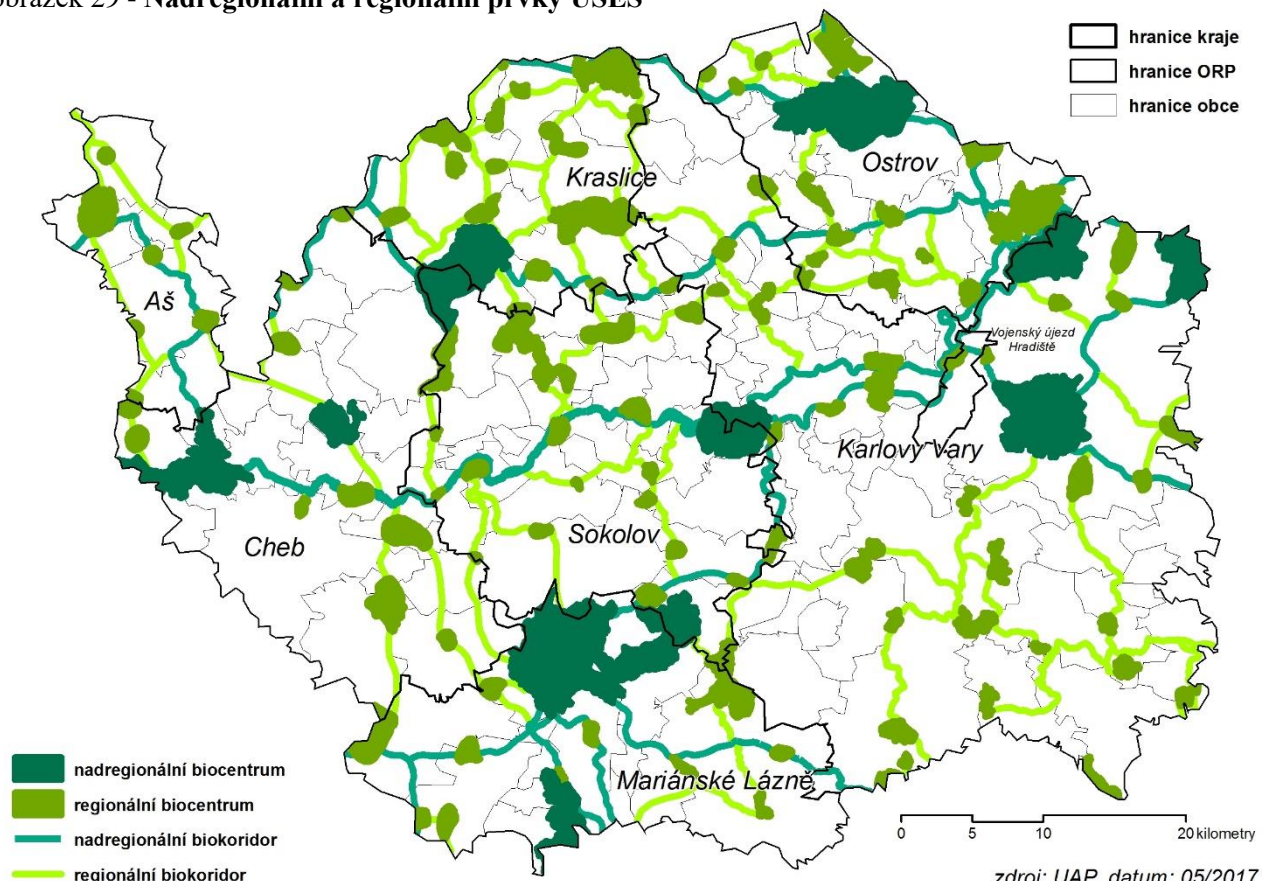 Obrázek 29 - Nadregionální a regionální prvky ÚSES
hranice kraje
hranice ORP
hranice obce
Kraslice
Ostrov
Aš
Vojenský újezd
Hradiště
Karlovy Vary
Cheb
Sokolov
Mariánské Lázně
nadregionální biocentrum
regionální biocentrum
nadregionální biokoridor
regionální biokoridor
0 5 10 20 kilometry
zdroj: ÚAP, datum: 05/2017